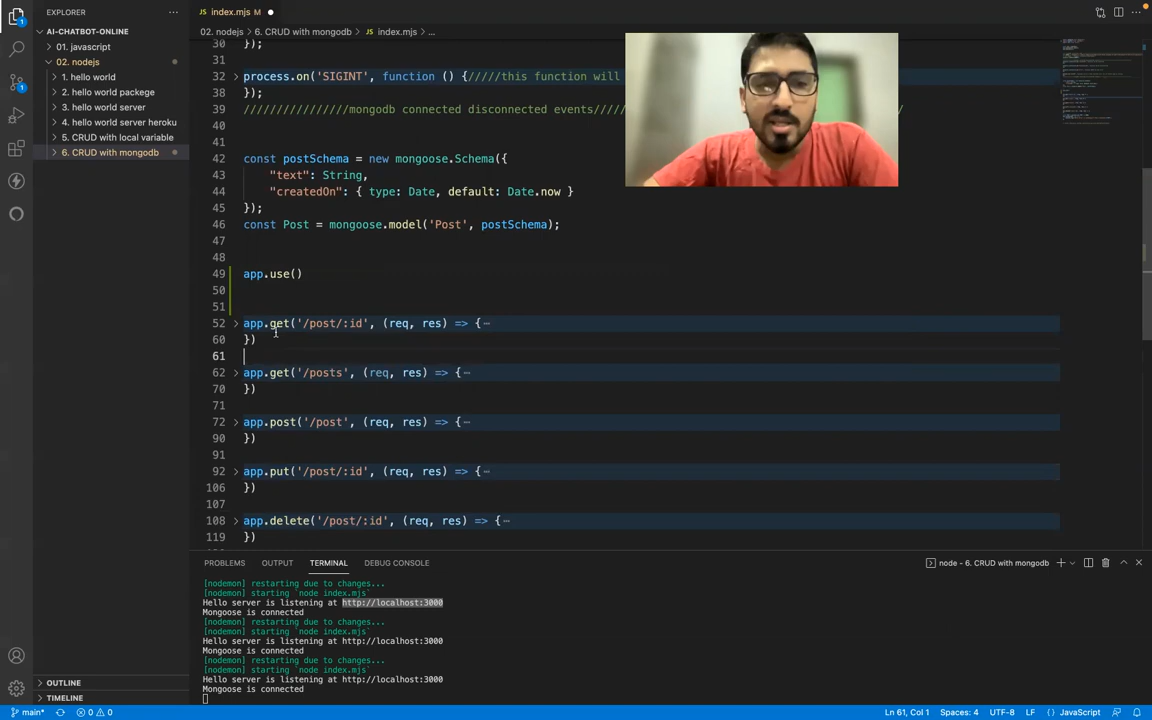 EXPLORER
AI-CHATBOT-ONLINE
01. javascript
02. nodejs
1. hello world
2. hello world packege
3. hello world server
4. hello world server heroku
5. CRUD with local variable
6. CRUD with mongodb
OUTLINE
TIMELINE
index.mjs M
02. nodejs > 6. CRUD with mongodb > index.mjs > ...
30 });
31
32 process.on('SIGINT', function () {/////this function will
38 });
39 ////////////////mongodb connected disconnected events/////
40
41
42 const postSchema = new mongoose.Schema({
43 "text": String,
44 "createdOn": { type: Date, default: Date.now }
45 });
46 const Post = mongoose.model('Post', postSchema);
47
48
49 app.use()
50
51
52 app.get('/post/:id', (req, res) => {⋯
60 })
61
62 app.get('/posts', (req, res) => {⋯
70 })
71
72 app.post('/post', (req, res) => {⋯
90 })
91
92 app.put('/post/:id', (req, res) => {⋯
106 })
107
108 app.delete('/post/:id', (req, res) => {⋯
119 })
PROBLEMS OUTPUT TERMINAL DEBUG CONSOLE
node - 6. CRUD with mongodb
[nodemon] restarting due to changes...
[nodemon] starting `node index.mjs`
Hello server is listening at http://localhost:3000
Mongoose is connected
[nodemon] restarting due to changes...
[nodemon] starting `node index.mjs`
Hello server is listening at http://localhost:3000
Mongoose is connected
[nodemon] restarting due to changes...
[nodemon] starting `node index.mjs`
Hello server is listening at http://localhost:3000
Mongoose is connected
main* 0 0 Ln 61, Col 1 Spaces: 4 UTF-8 LF JavaScript